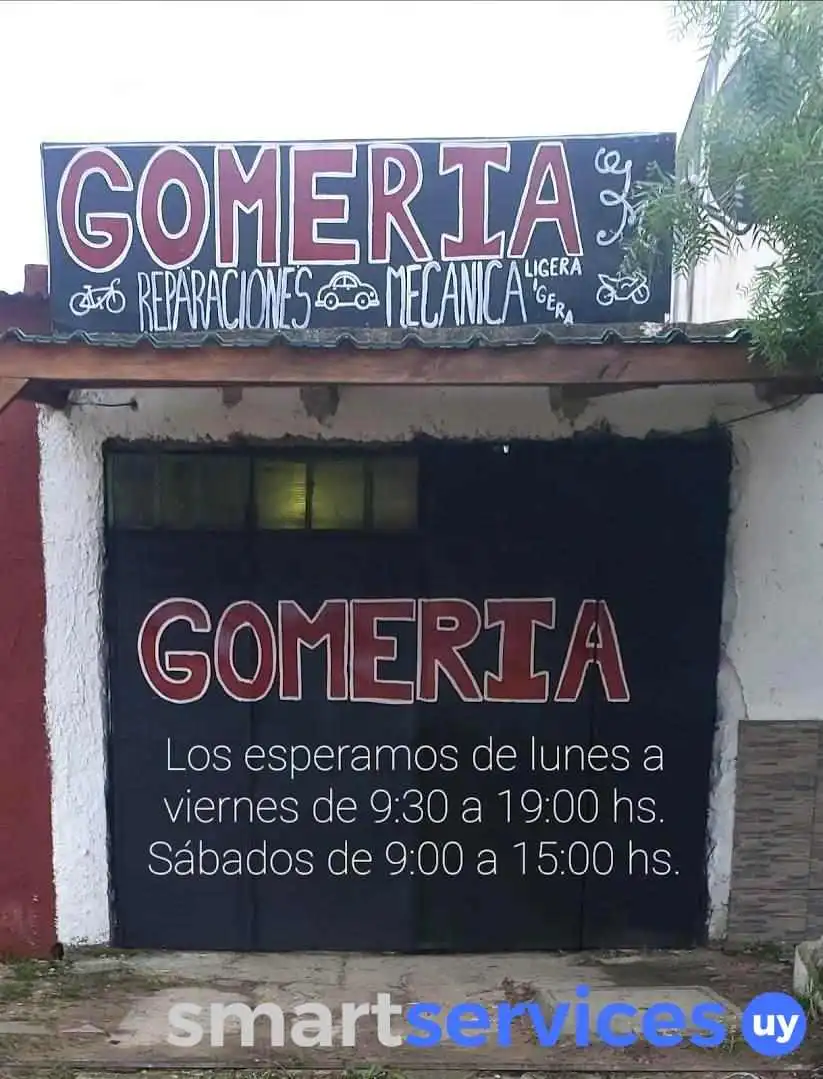 GOMERIA
REPARACIONES MECANICA LIGERA
GOMERIA
Los esperamos de lunes a
viernes de 9:30 a 19:00 hs.
Sábados de 9:00 a 15:00 hs.
smartservices uy